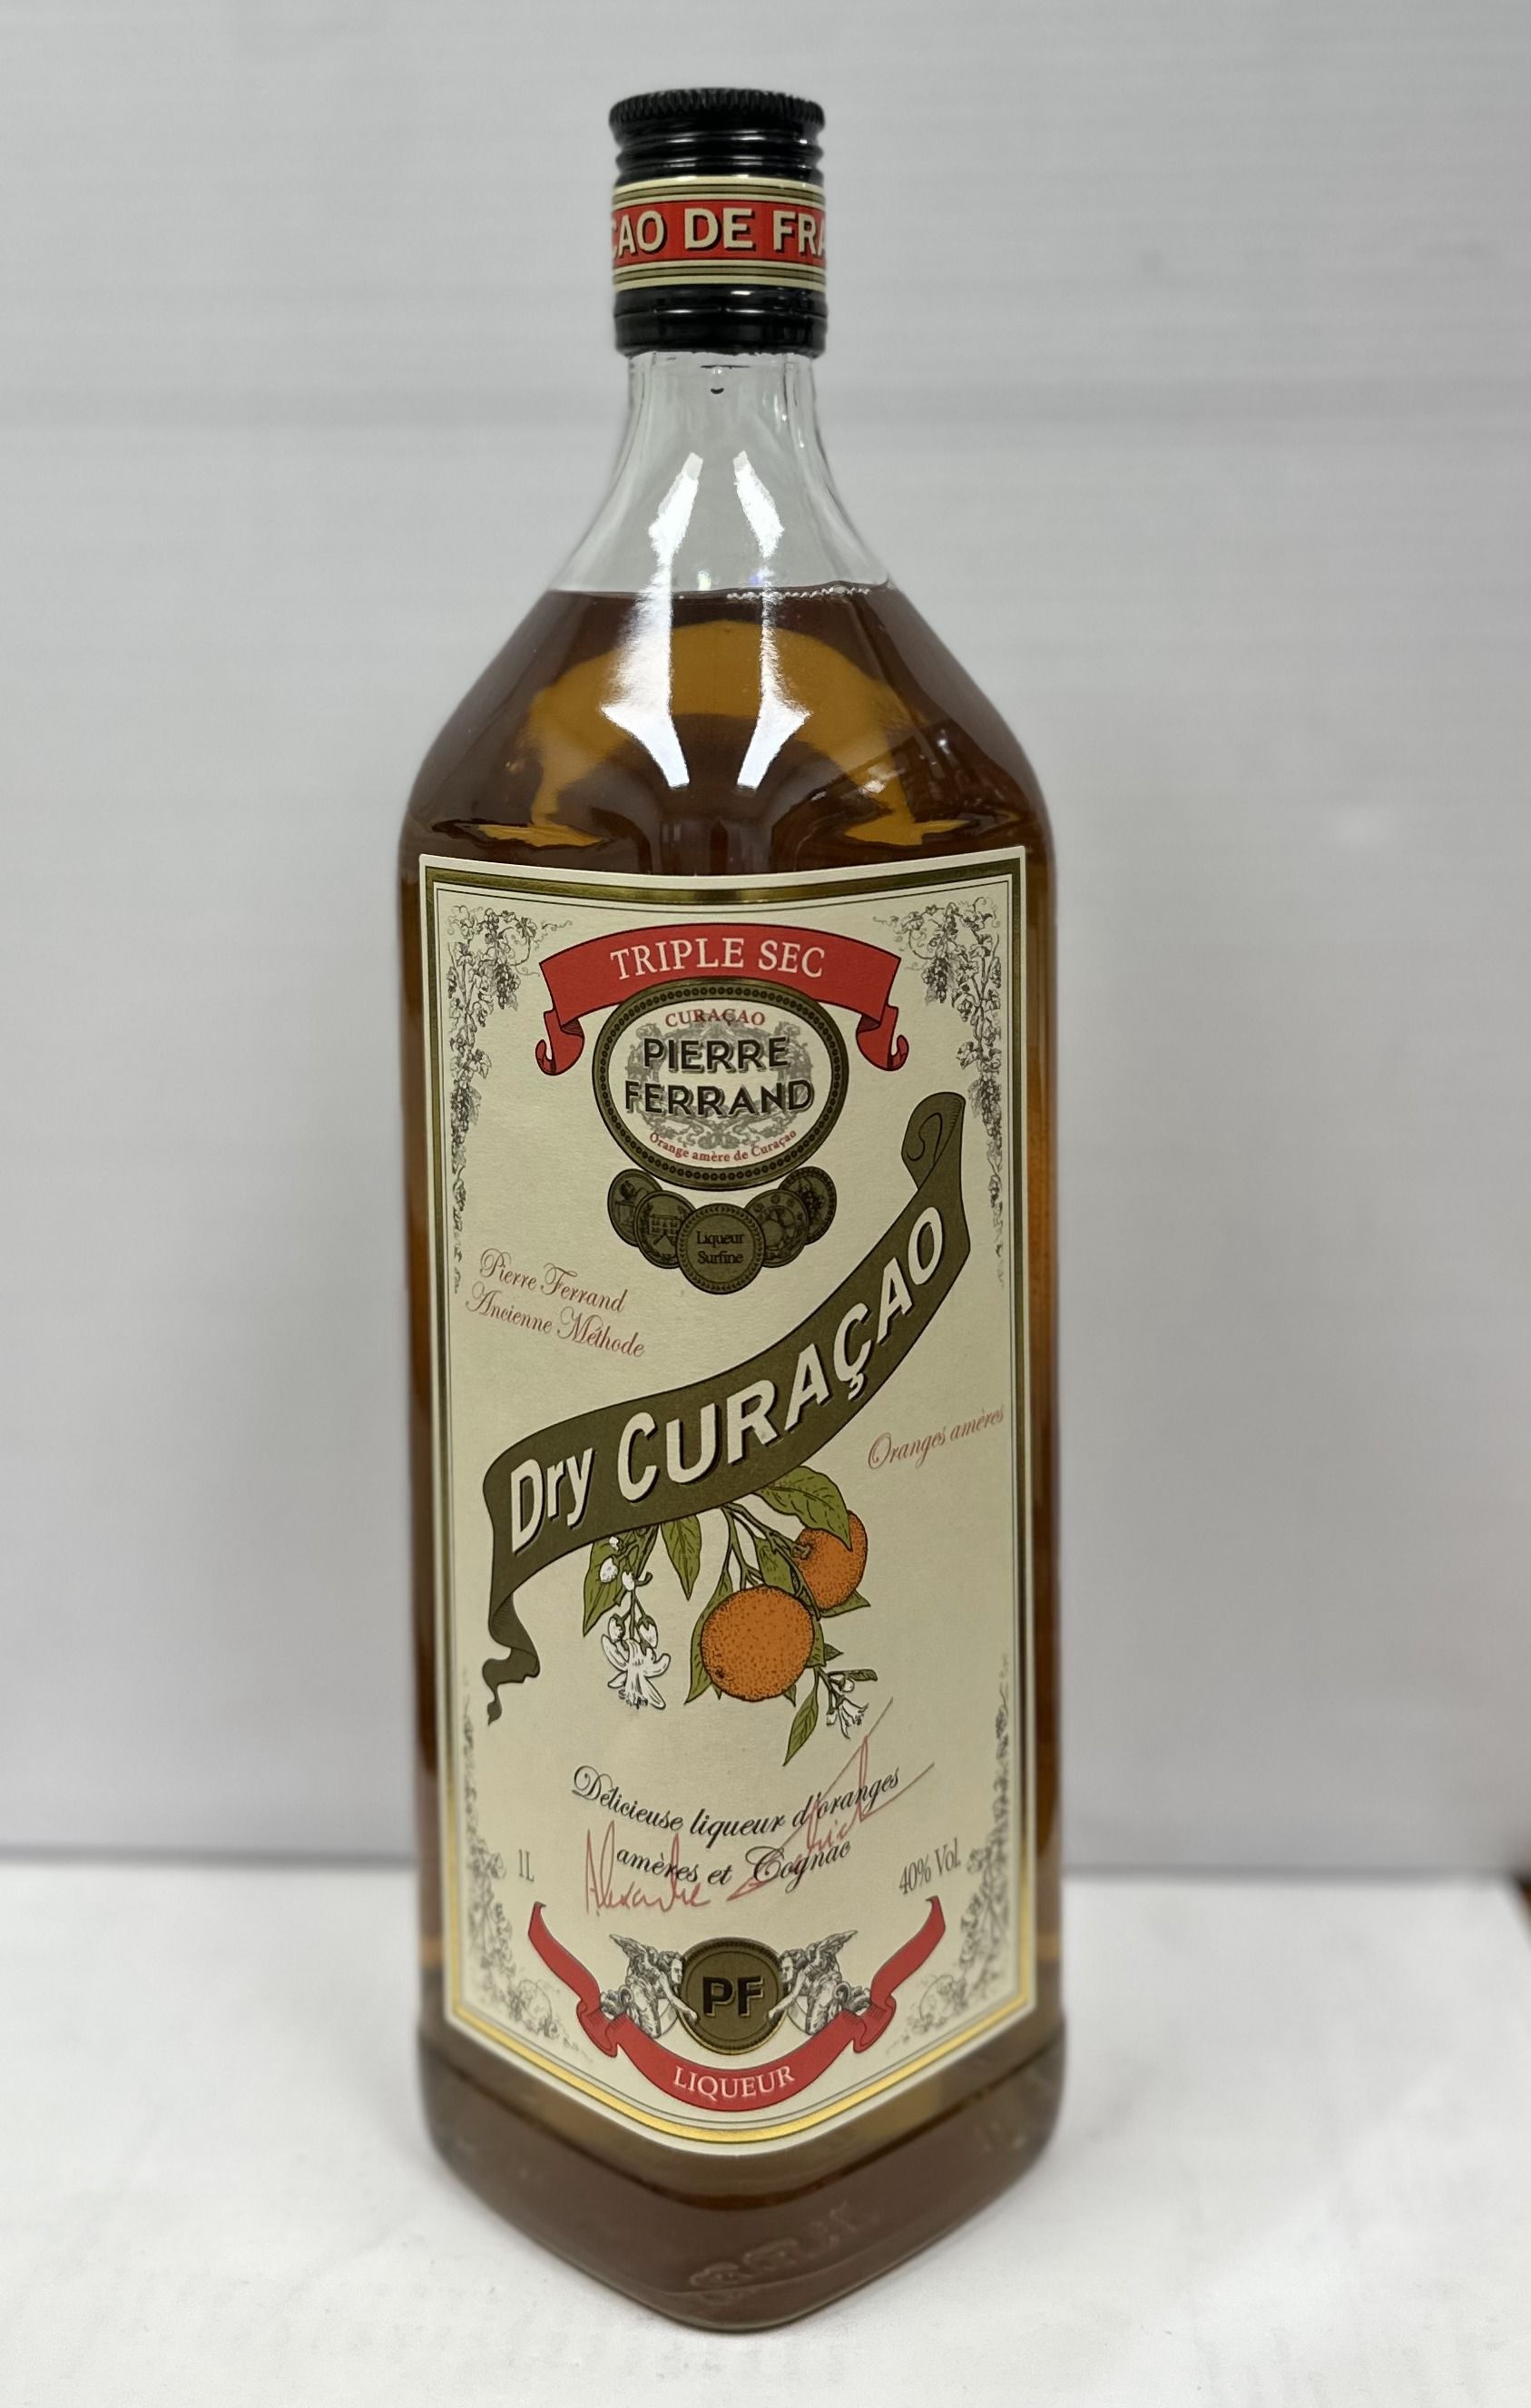 CAO DE FRA
TRIPLE SEC
CURAÇAO
PIERRE
FERRAND
Orange amère de Curaçao
Liqueur
Surfine
Pierre Ferrand
Ancienne Méthode
Dry CURAÇAO
Oranges amères
Délicieuse liqueur d'oranges
amères et Cognac
Alexandre
1L
40% Vol.
PF
LIQUEUR